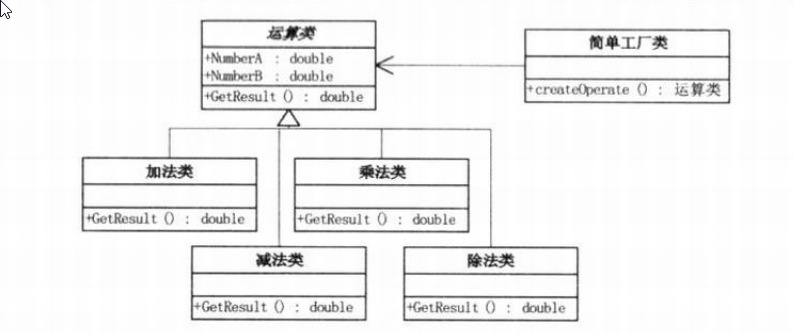 运算类
+NumberA : double
+NumberB : double
+GetResult () : double
简单工厂类
+createOperate () : 运算类
加法类
+GetResult () : double
乘法类
+GetResult () : double
减法类
+GetResult () : double
除法类
+GetResult () : double